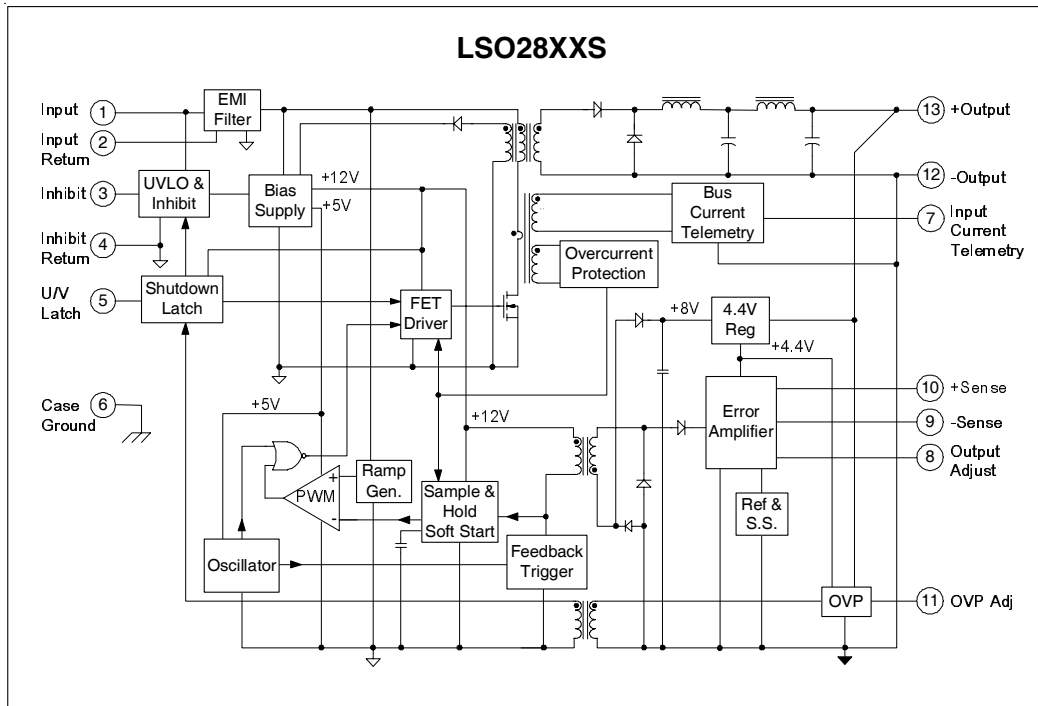 LSO28XXS
Input
1
EMI
Filter
13
+Output
Input
Return
2
12
-Output
Inhibit
3
UVLO &
Inhibit
Bias
Supply
+12V
+5V
Bus
Current
Telemetry
7
Input
Current
Telemetry
Inhibit
Return
4
Overcurrent
Protection
U/V
Latch
5
Shutdown
Latch
FET
Driver
+8V
4.4V
Reg
+4.4V
Case
Ground
6
+5V
+12V
Error
Amplifier
10
+Sense
9
-Sense
8
Output
Adjust
PWM
+
-
Ramp
Gen.
Sample &
Hold
Soft Start
Ref &
S.S.
Oscillator
Feedback
Trigger
OVP
11
OVP Adj